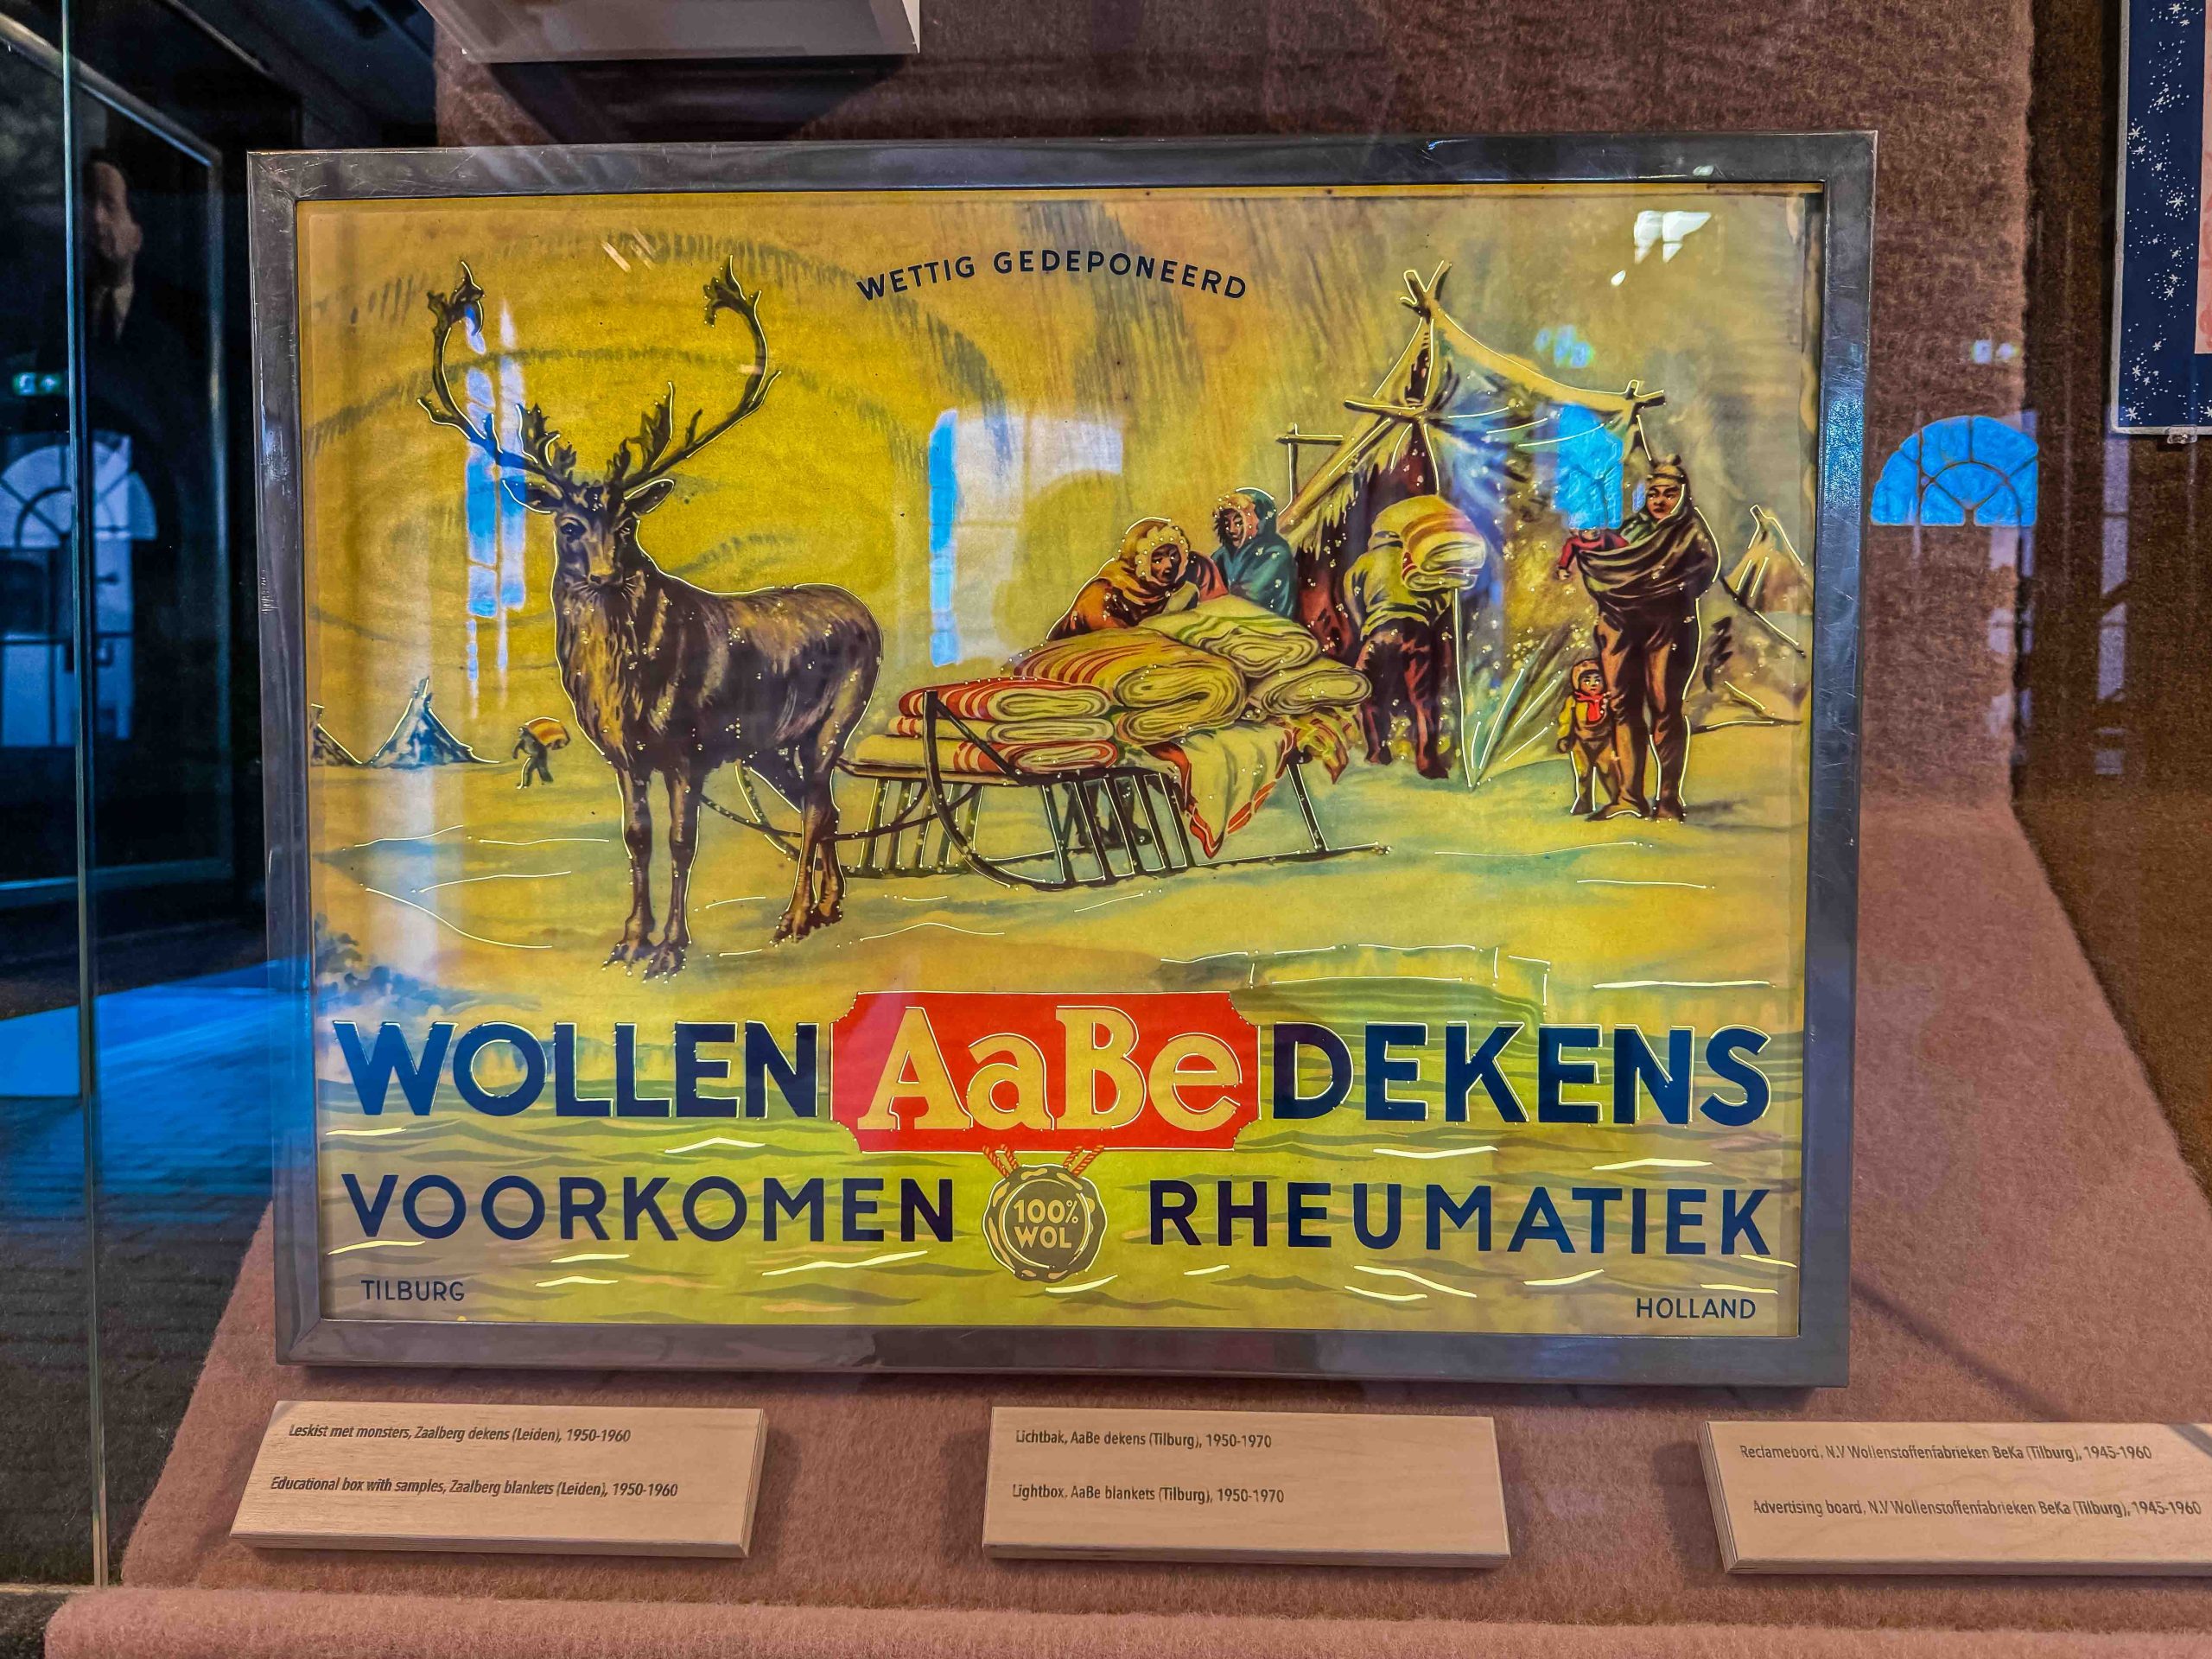 WETTIG GEDEPONEERD
WOLLEN AaBe DEKENS
VOORKOMEN 100% WOL RHEUMATIEK
TILBURG
HOLLAND
Leskist met monsters, Zaalberg dekens (Leiden), 1950-1960
Educational box with samples, Zaalberg blankets (Leiden), 1950-1960
Lichtbak, AaBe dekens (Tilburg), 1950-1970
Lightbox, AaBe blankets (Tilburg), 1950-1970
Reclamebord, N.V Wollenstoffenfabrieken BeKa (Tilburg), 1945-1960
Advertising board, N.V Wollenstoffenfabrieken BeKa (Tilburg), 1945-1960